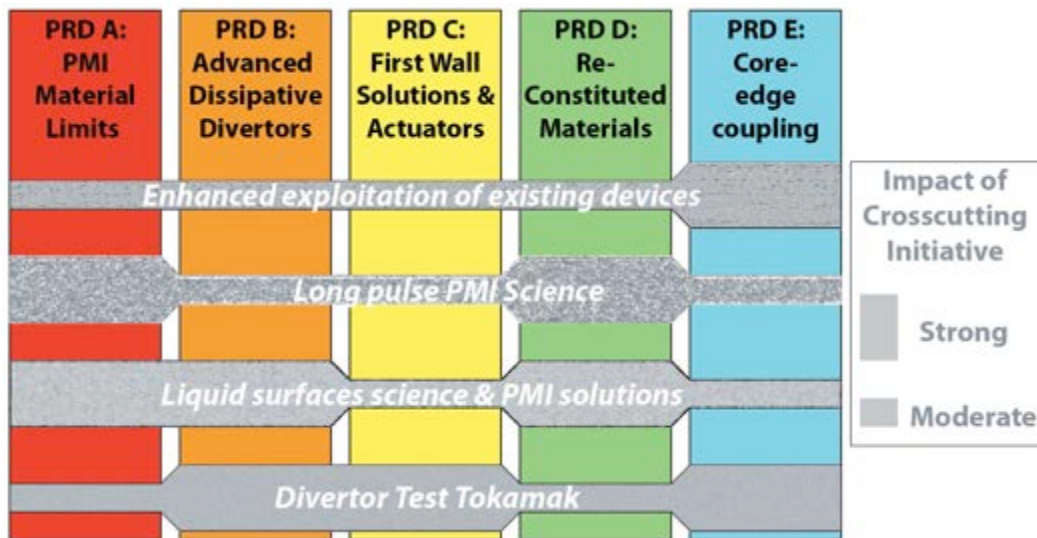 PRD A:
PMI
Material
Limits
PRD B:
Advanced
Dissipative
Divertors
PRD C:
First Wall
Solutions &
Actuators
PRD D:
Re-
Constituted
Materials
PRD E:
Core-
edge
coupling
Enhanced exploitation of existing devices
Long pulse PMI Science
Liquid surfaces science & PMI solutions
Divertor Test Tokamak
Impact of
Crosscutting
Initiative
Strong
Moderate